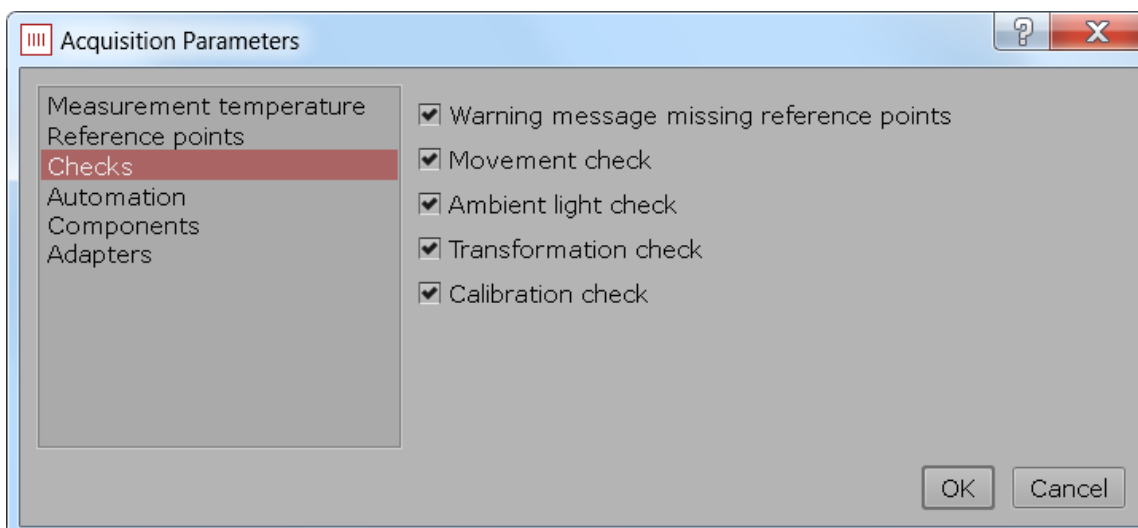 Acquisition Parameters
?
X
Measurement temperature
Reference points
Checks
Automation
Components
Adapters
Warning message missing reference points
Movement check
Ambient light check
Transformation check
Calibration check
OK
Cancel